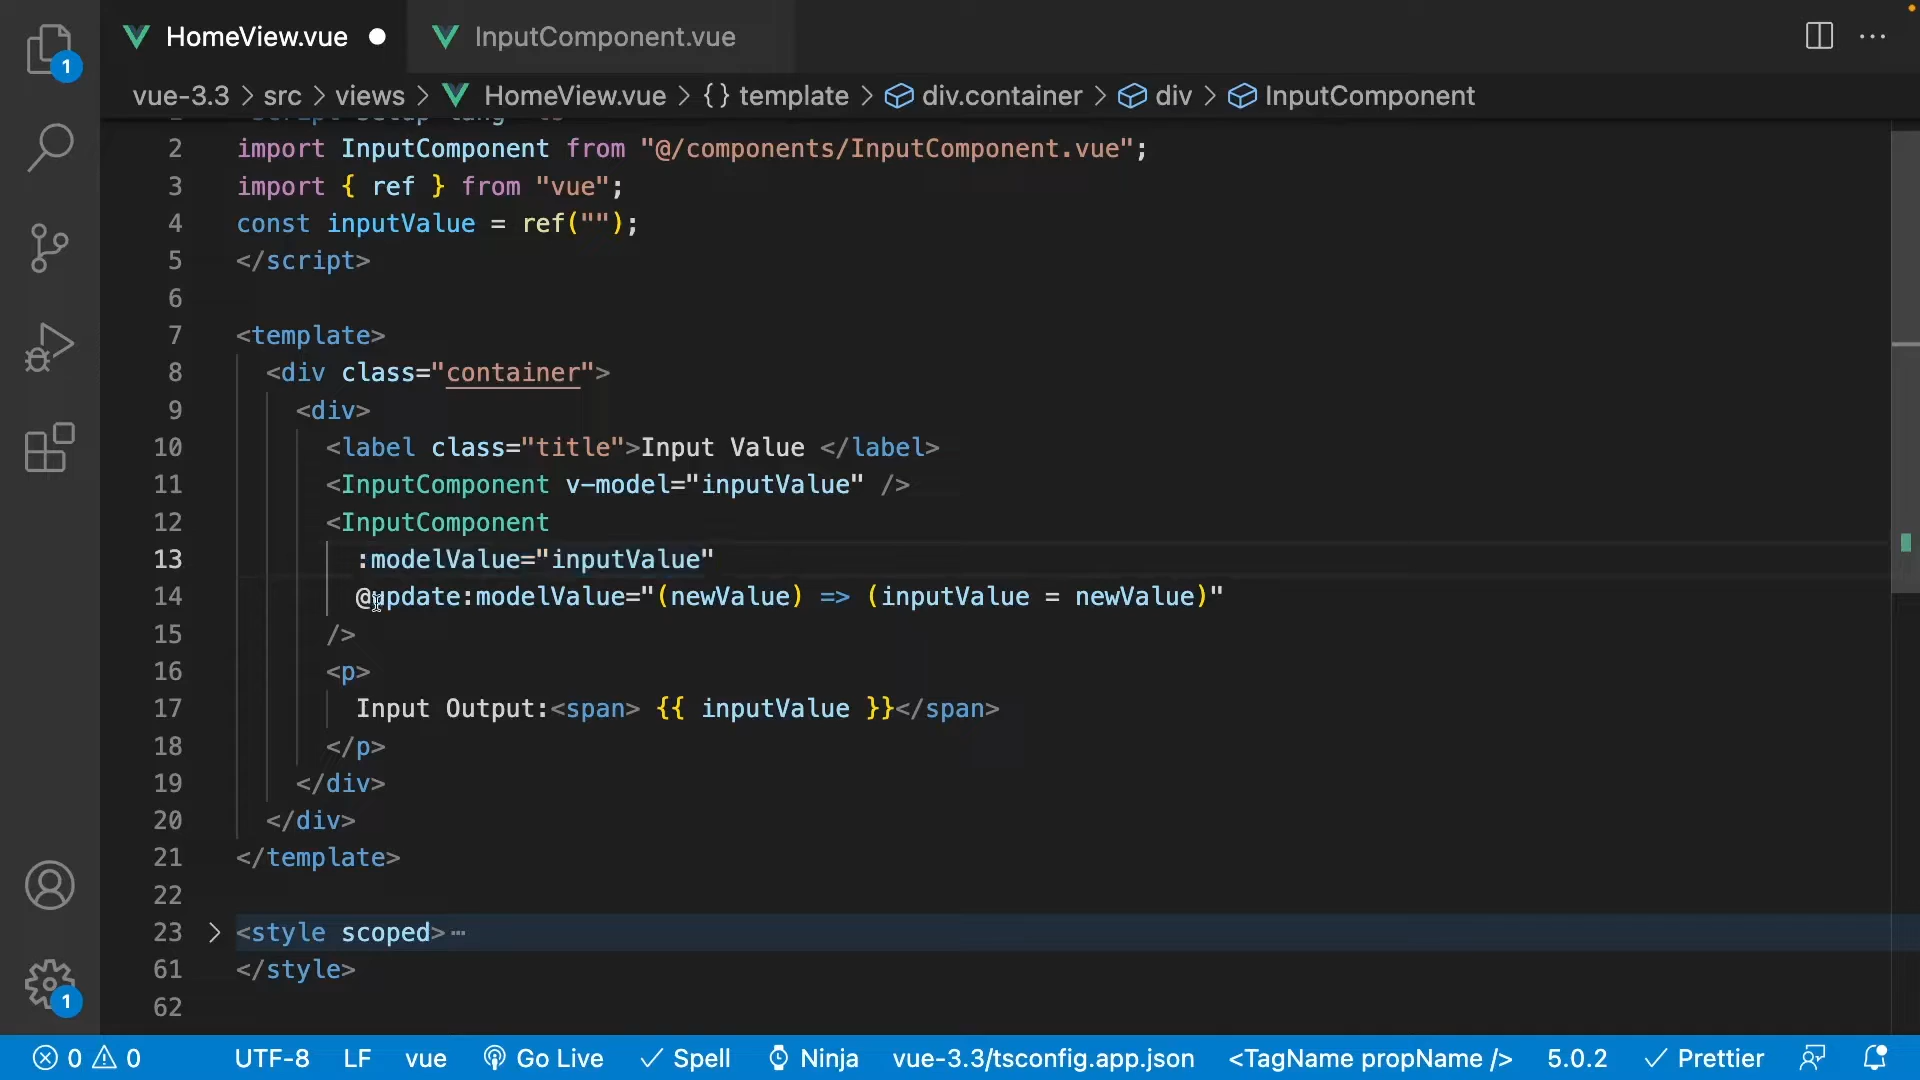 HomeView.vue
InputComponent.vue
vue-3.3 > src > views > HomeView.vue > {} template > div.container > div > InputComponent
1
2 import InputComponent from "@/components/InputComponent.vue";
3 import { ref } from "vue";
4 const inputValue = ref("");
5 </script>
6
7 <template>
8 <div class="container">
9 <div>
10 <label class="title">Input Value </label>
11 <InputComponent v-model="inputValue" />
12 <InputComponent
13 :modelValue="inputValue"
14 @update:modelValue="(newValue) => (inputValue = newValue)"
15 />
16 <p>
17 Input Output:<span> {{ inputValue }}</span>
18 </p>
19 </div>
20 </div>
21 </template>
22
23 <style scoped>
61 </style>
62
1
0 0 UTF-8 LF vue Go Live Spell Ninja vue-3.3/tsconfig.app.json <TagName propName /> 5.0.2 Prettier